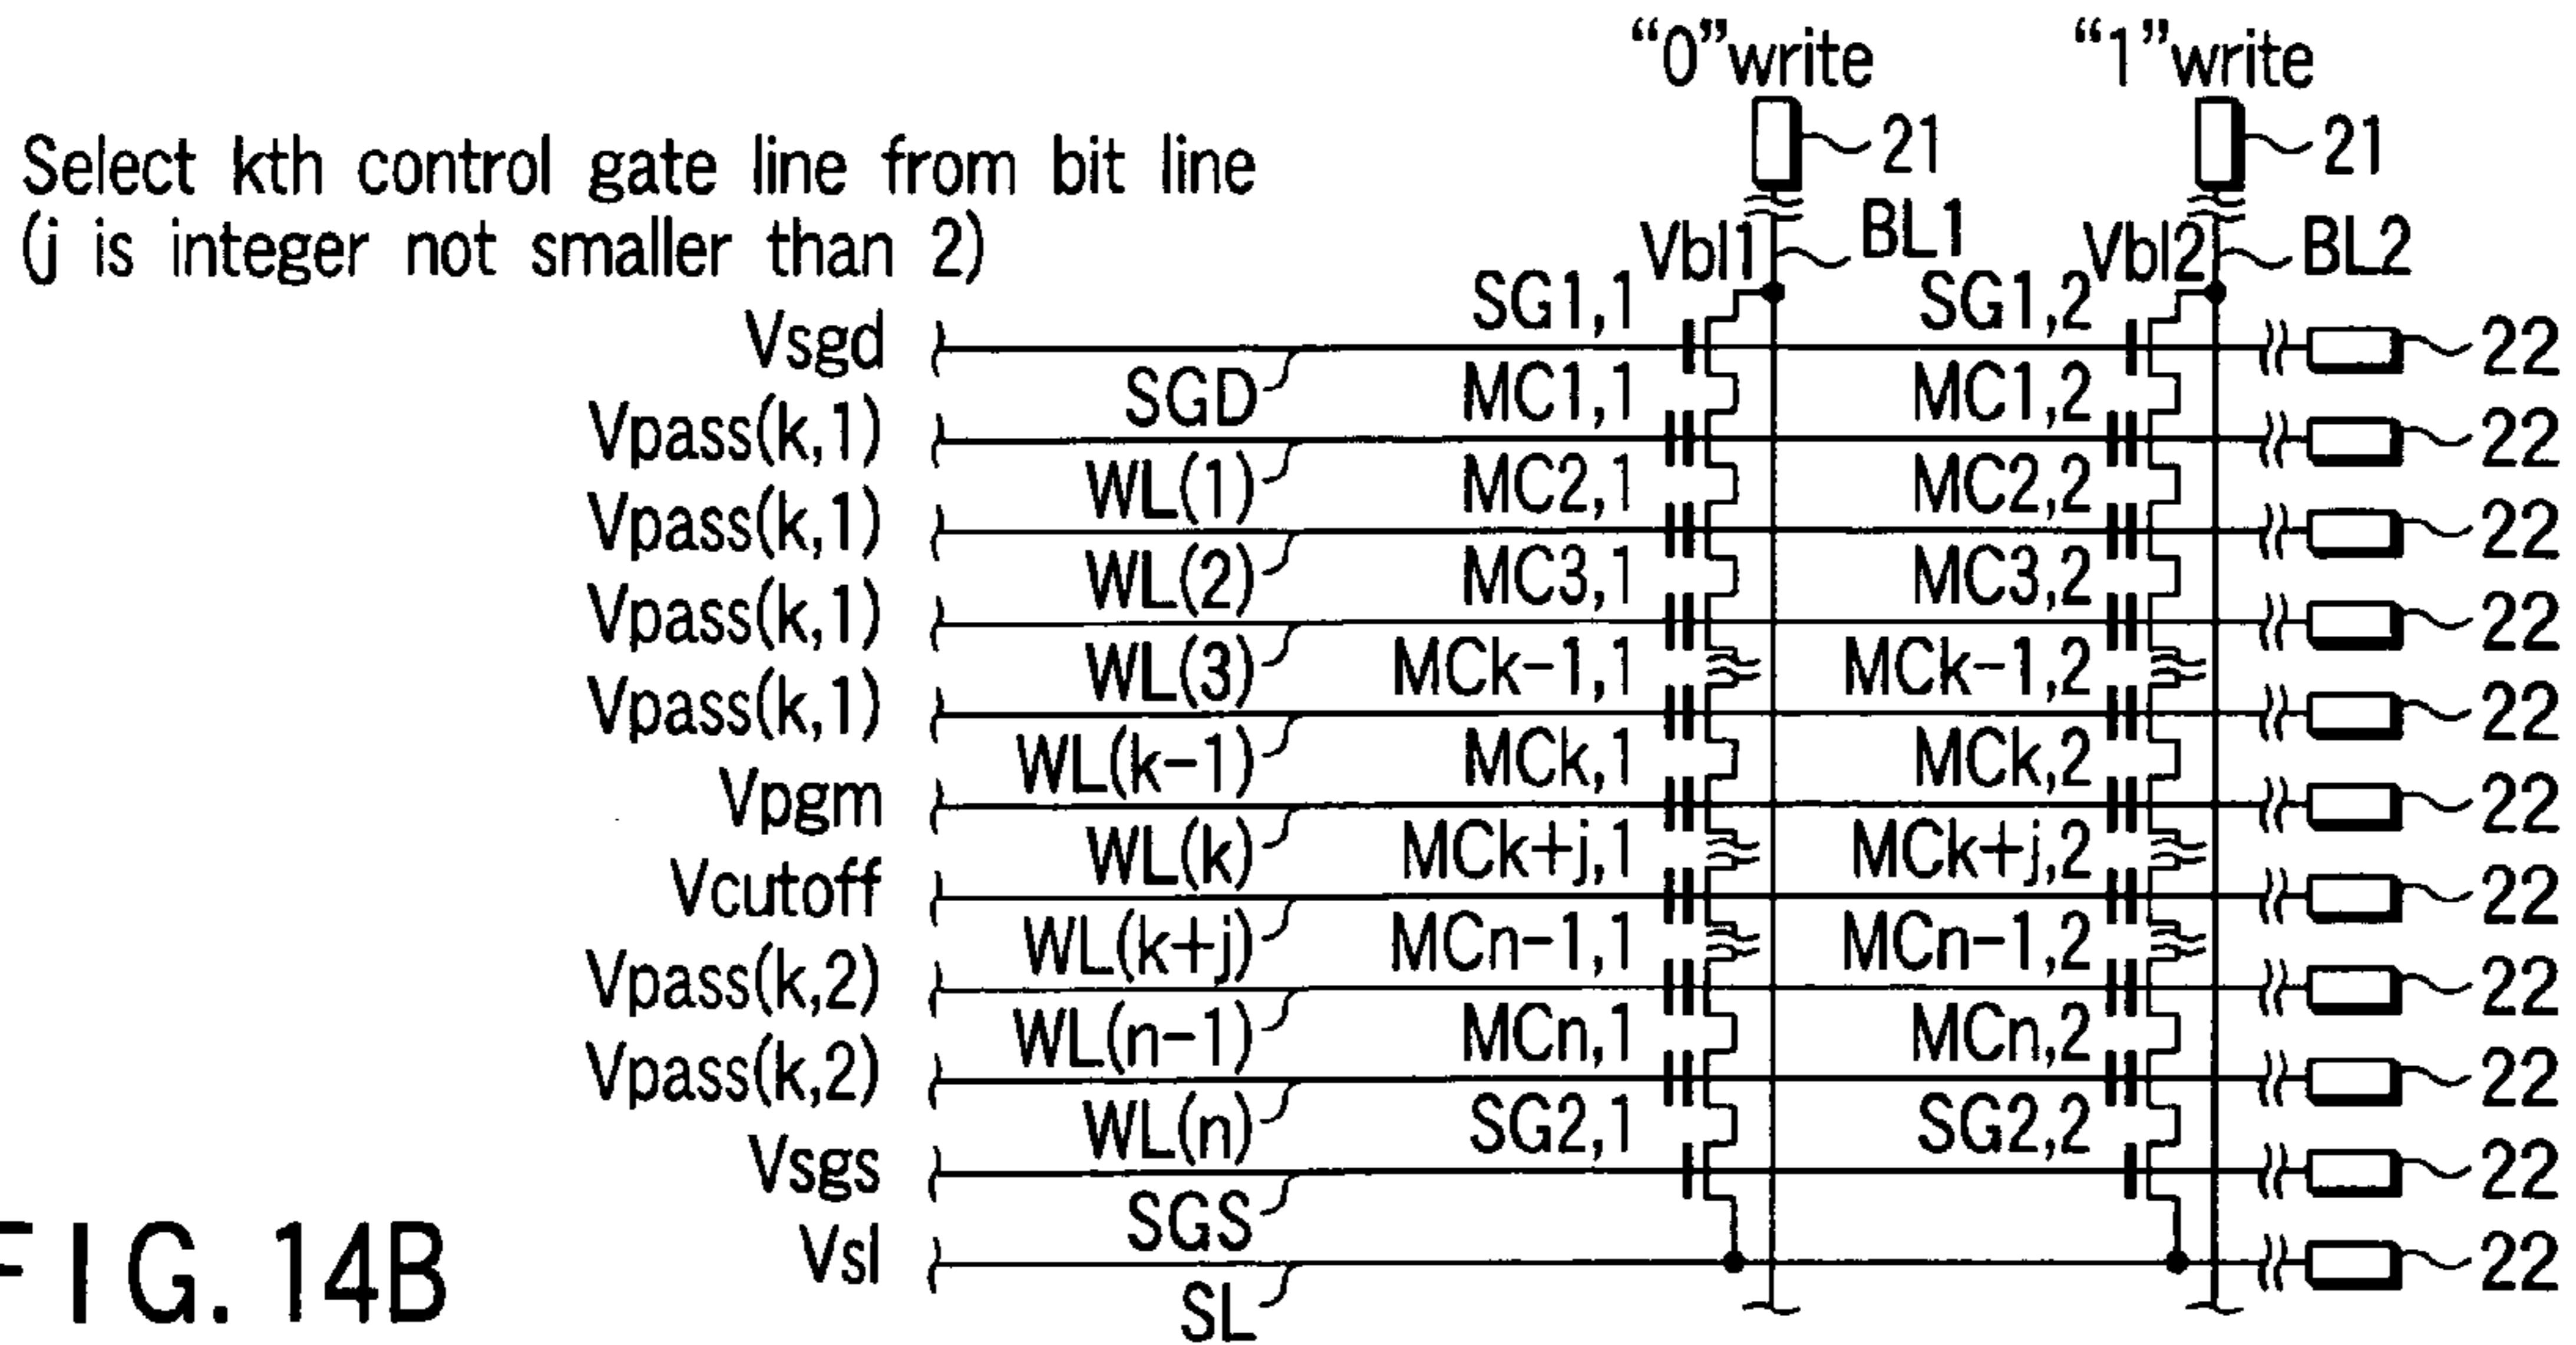 “0”write “1”write
21 21
Select kth control gate line from bit line
(j is integer not smaller than 2)
Vbl1 BL1 Vbl2 BL2
SG1,1 SG1,2
Vsgd 22
SGD MC1,1 MC1,2
Vpass(k,1) 22
WL(1) MC2,1 MC2,2
Vpass(k,1) 22
WL(2) MC3,1 MC3,2
Vpass(k,1) 22
WL(3) MCk-1,1 MCk-1,2
Vpass(k,1) 22
WL(k-1) MCk,1 MCk,2
Vpgm 22
WL(k) MCk+j,1 MCk+j,2
Vcutoff 22
WL(k+j) MCn-1,1 MCn-1,2
Vpass(k,2) 22
WL(n-1) MCn,1 MCn,2
Vpass(k,2) 22
WL(n) SG2,1 SG2,2
Vsgs 22
SGS
Vsl 22
SL
FIG. 14B